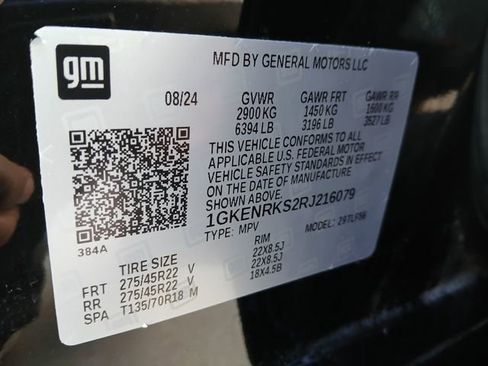 gm
MFD BY GENERAL MOTORS LLC
08/24 GVWR GAWR FRT GAWR RR
2900 KG 1450 KG 1600 KG
6394 LB 3196 LB 3527 LB
THIS VEHICLE CONFORMS TO ALL
APPLICABLE U.S. FEDERAL MOTOR
VEHICLE SAFETY STANDARDS IN EFFECT
ON THE DATE OF MANUFACTURE
SHOWN ABOVE.
1GKENRKS2RJ216079
384A TYPE: MPV MODEL: 29TLF56
TIRE SIZE RIM
FRT 275/45R22 V 22X8.5J
RR 275/45R22 V 22X8.5J
SPA T135/70R18 M 18X4.5B